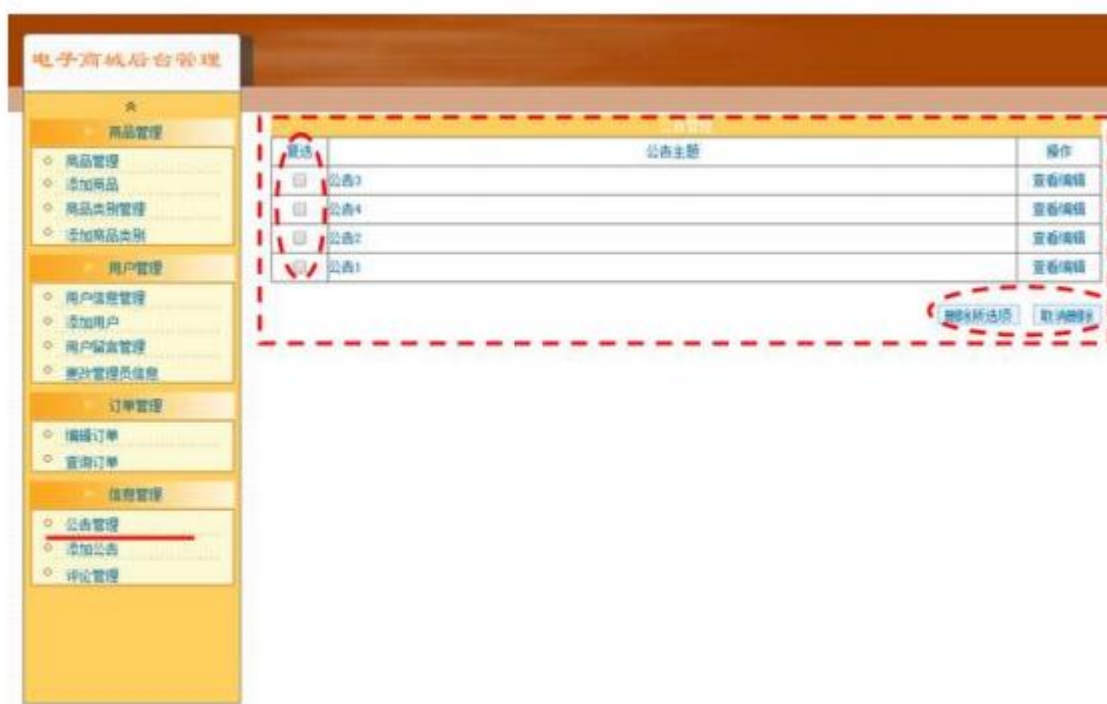 电子商城后台管理
商品管理
商品管理
添加商品
商品类别管理
添加商品类别
用户管理
用户信息管理
添加用户
用户留言管理
更改管理员信息
订单管理
编辑订单
查询订单
信息管理
公告管理
添加公告
评论管理
公告管理
公告主题 操作
公告3 查看编辑
公告4 查看编辑
公告2 查看编辑
公告1 查看编辑
删除所选项 取消删除